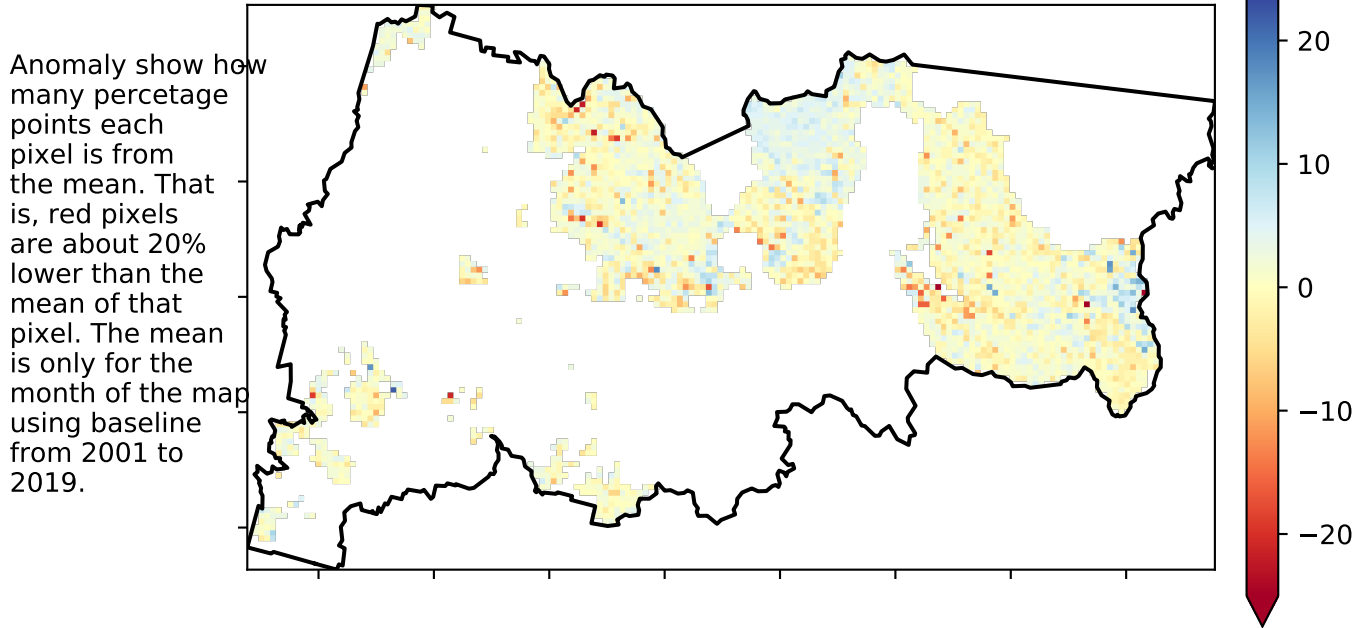 Anomaly show how
many percetage
points each
pixel is from
the mean. That
is, red pixels
are about 20%
lower than the
mean of that
pixel. The mean
is only for the
month of the map
using baseline
from 2001 to
2019.
20
10
0
−10
−20